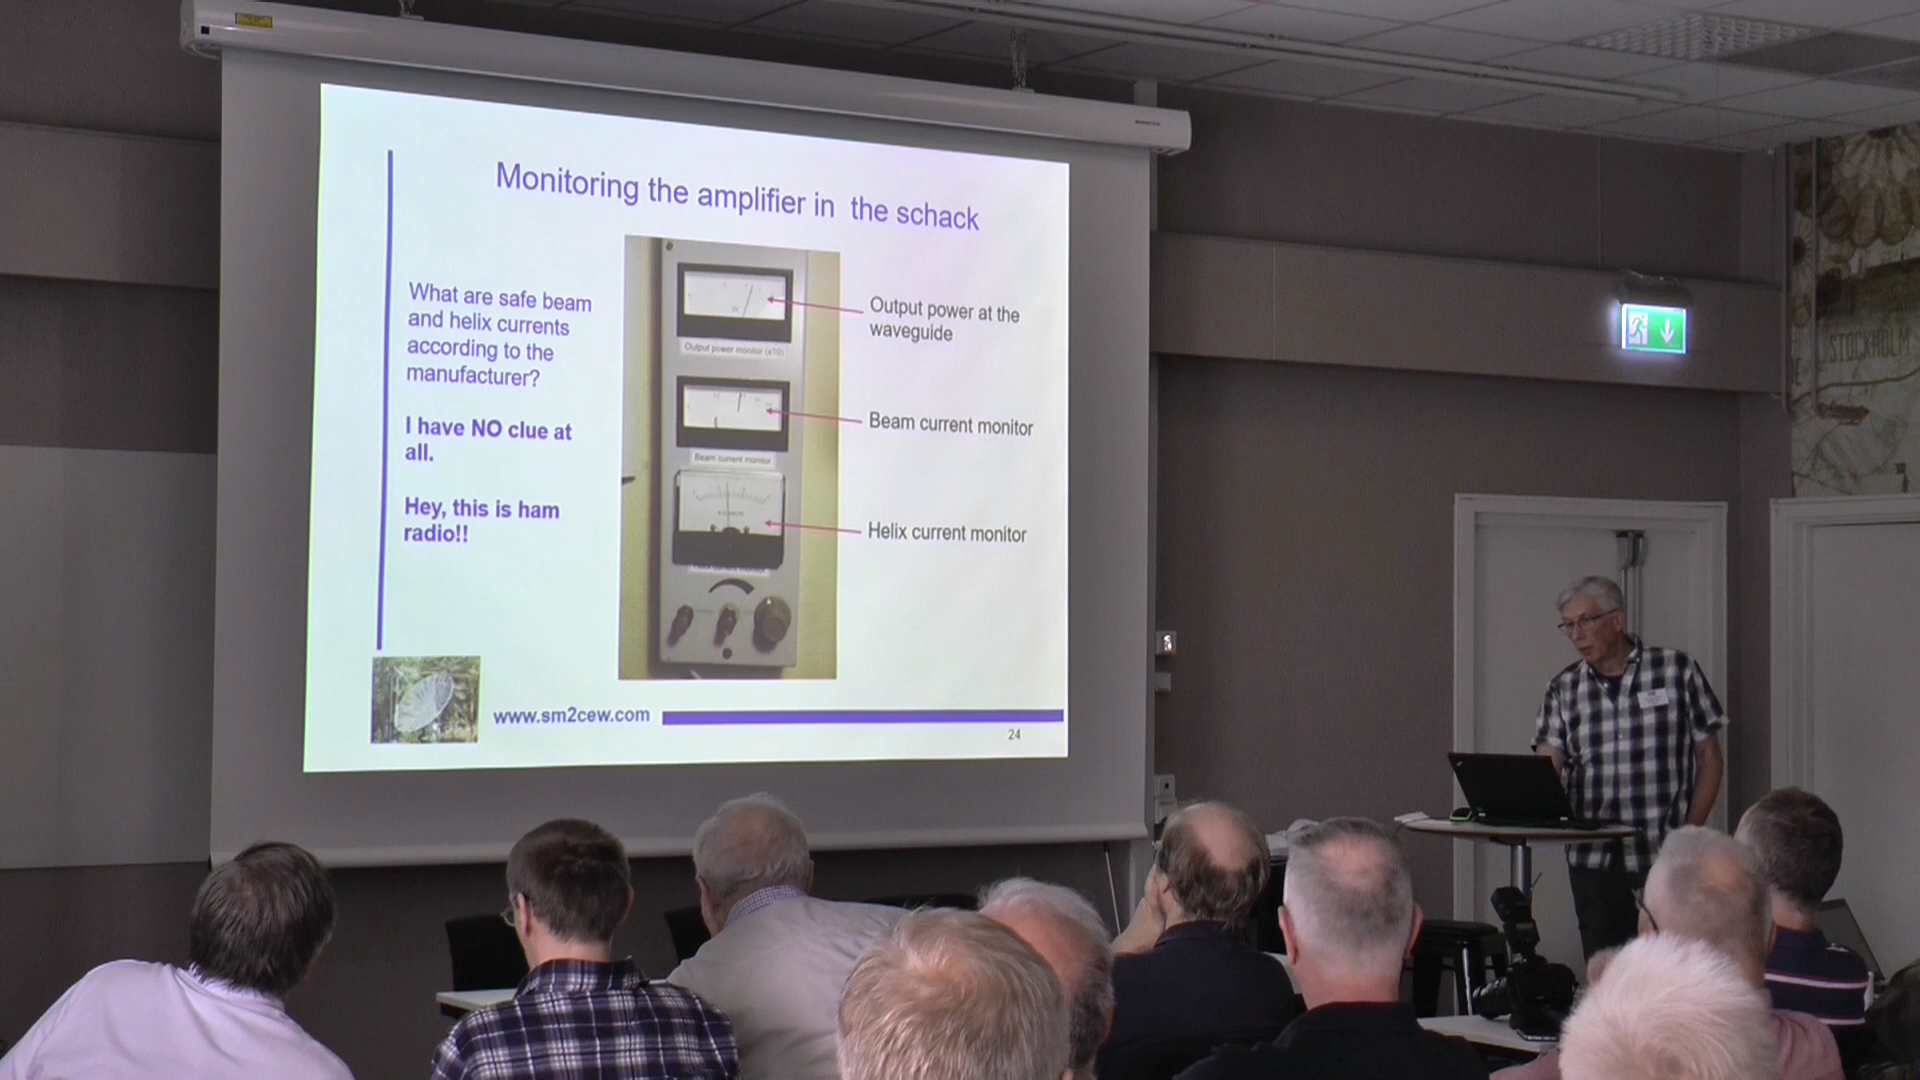 Monitoring the amplifier in the schack
What are safe beam
and helix currents
according to the
manufacturer?
I have NO clue at
all.
Hey, this is ham
radio!!
Output power monitor (x10)
Beam current monitor
Output power at the
waveguide
Beam current monitor
Helix current monitor
www.sm2cew.com
24
STOCKHOLM